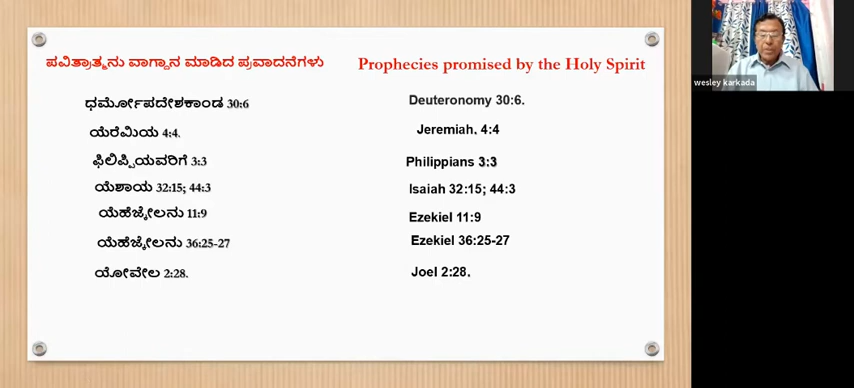 ಪವಿತ್ರಾತ್ಮನು ವಾಗ್ದಾನ ಮಾಡಿದ ಪ್ರವಾದನೆಗಳು
ಧರ್ಮೋಪದೇಶಕಾಂಡ 30:6
ಯೆರೆಮಿಯ 4:4.
ಫಿಲಿಪ್ಪಿಯವರಿಗೆ 3:3
ಯೆಶಾಯ 32:15; 44:3
ಯೆಹೆಜ್ಕೇಲನು 11:9
ಯೆಹೆಜ್ಕೇಲನು 36:25-27
ಯೋವೇಲ 2:28.
Prophecies promised by the Holy Spirit
Deuteronomy 30:6.
Jeremiah. 4:4
Philippians 3:3
Isaiah 32:15; 44:3
Ezekiel 11:9
Ezekiel 36:25-27
Joel 2:28.
wesley karkada